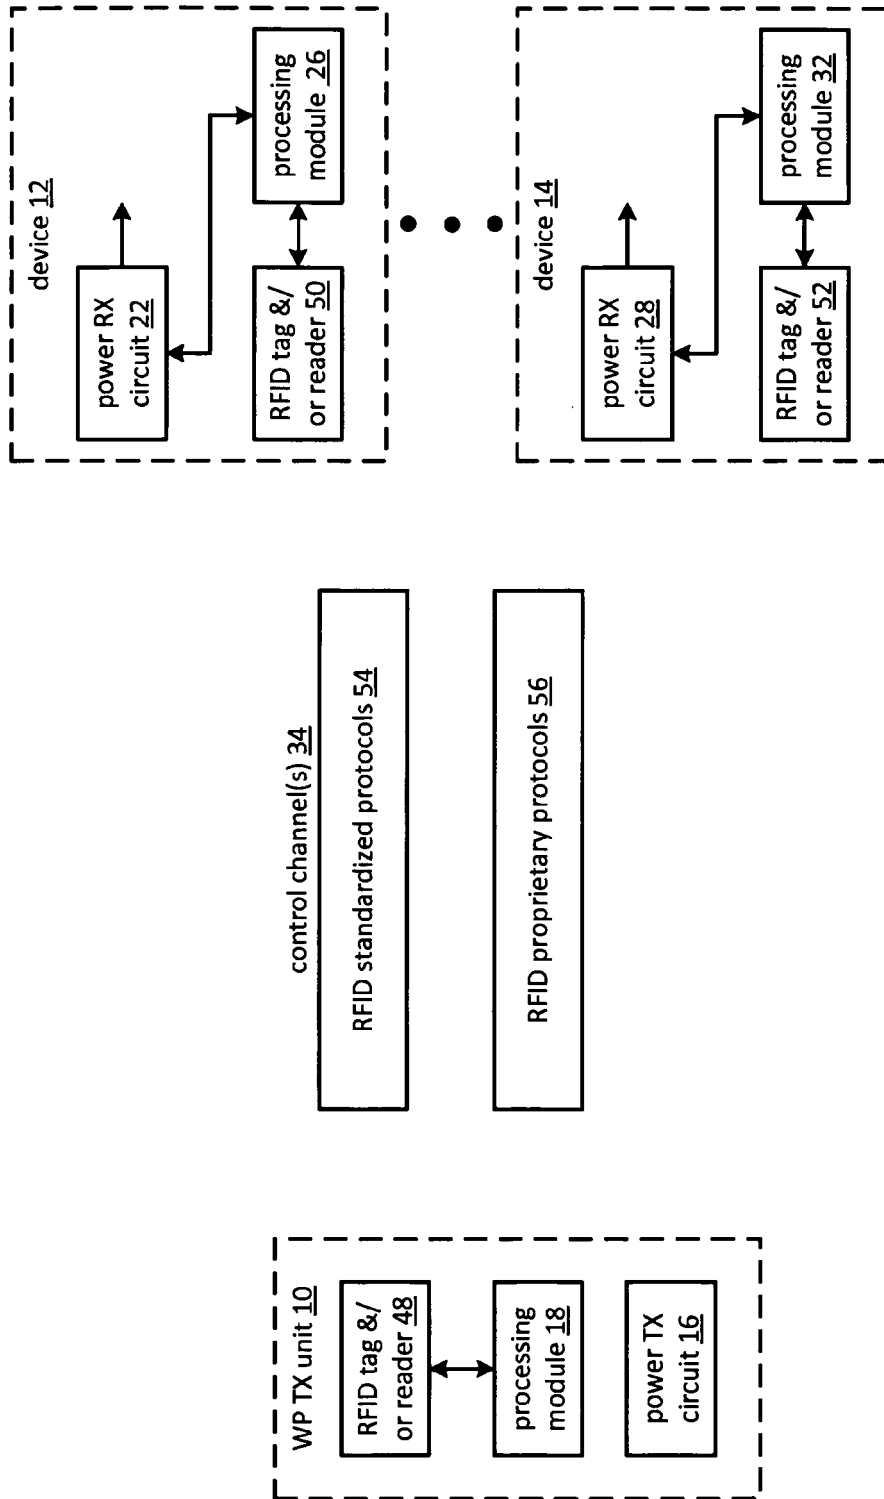 WP TX unit 10
RFID tag &/
or reader 48
processing
module 18
power TX
circuit 16
control channel(s) 34
RFID standardized protocols 54
RFID proprietary protocols 56
device 12
power RX
circuit 22
processing
module 26
RFID tag &/
or reader 50
device 14
power RX
circuit 28
processing
module 32
RFID tag &/
or reader 52